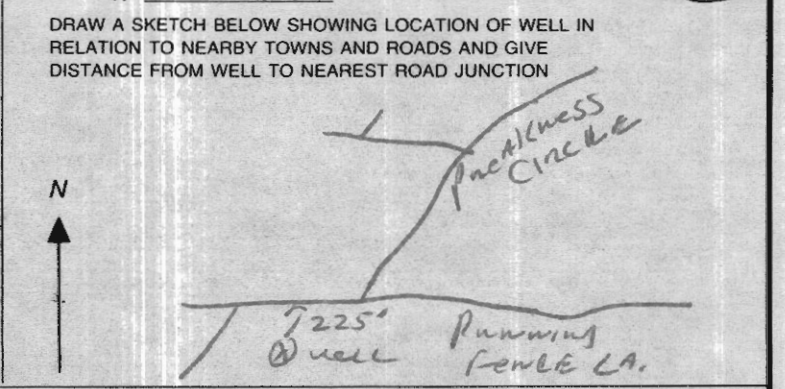 DRAW A SKETCH BELOW SHOWING LOCATION OF WELL IN
RELATION TO NEARBY TOWNS AND ROADS AND GIVE
DISTANCE FROM WELL TO NEAREST ROAD JUNCTION
Preakness
Circle
N
225'
well
Running
Fence LA.